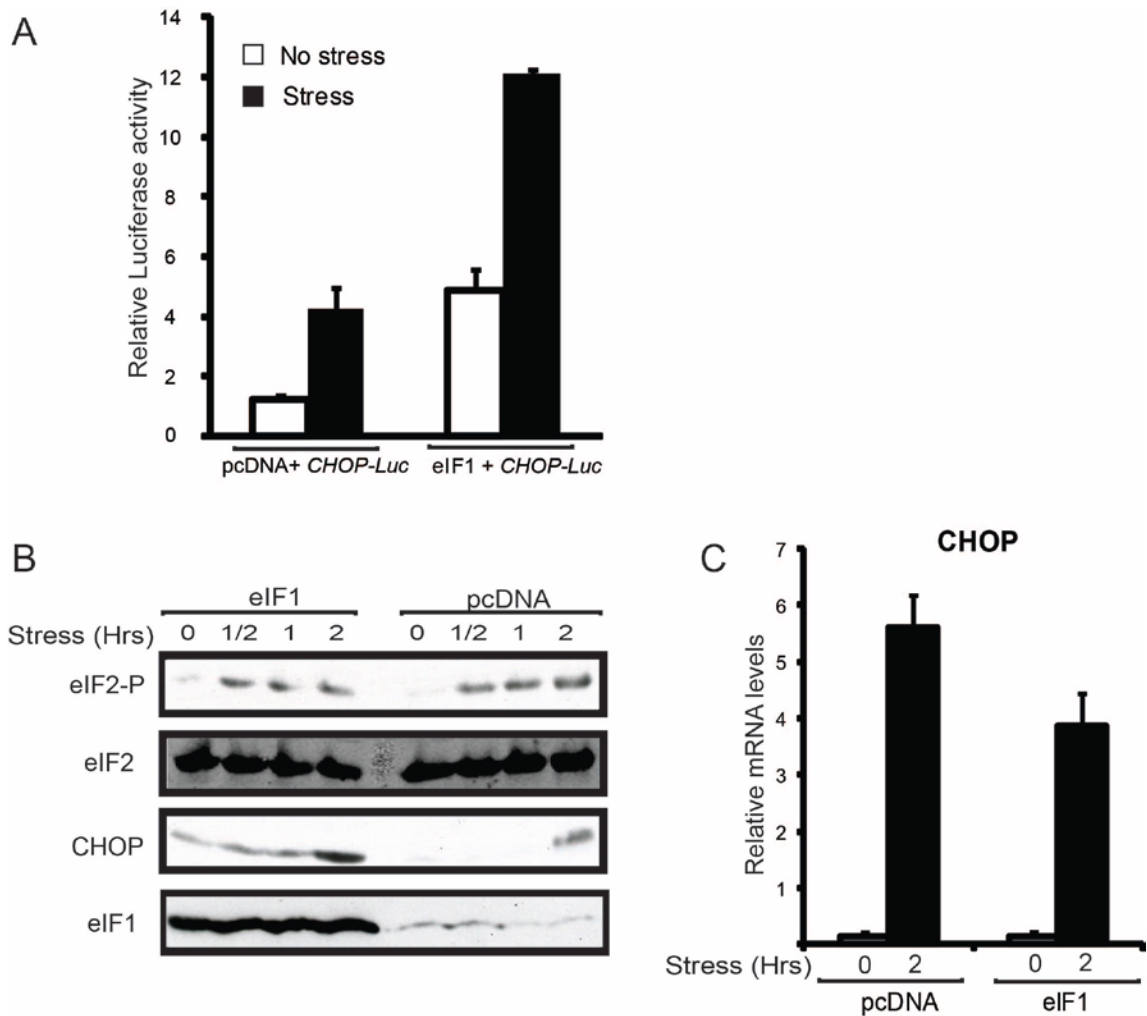 A
Relative Luciferase activity
14
12
10
8
6
4
2
0
No stress
Stress
pcDNA+ CHOP-Luc
eIF1 + CHOP-Luc
B
eIF1 pcDNA
Stress (Hrs) 0 1/2 1 2 0 1/2 1 2
eIF2-P
eIF2
CHOP
eIF1
C
CHOP
Relative mRNA levels
7
6
5
4
3
2
1
Stress (Hrs) 0 2 0 2
pcDNA eIF1